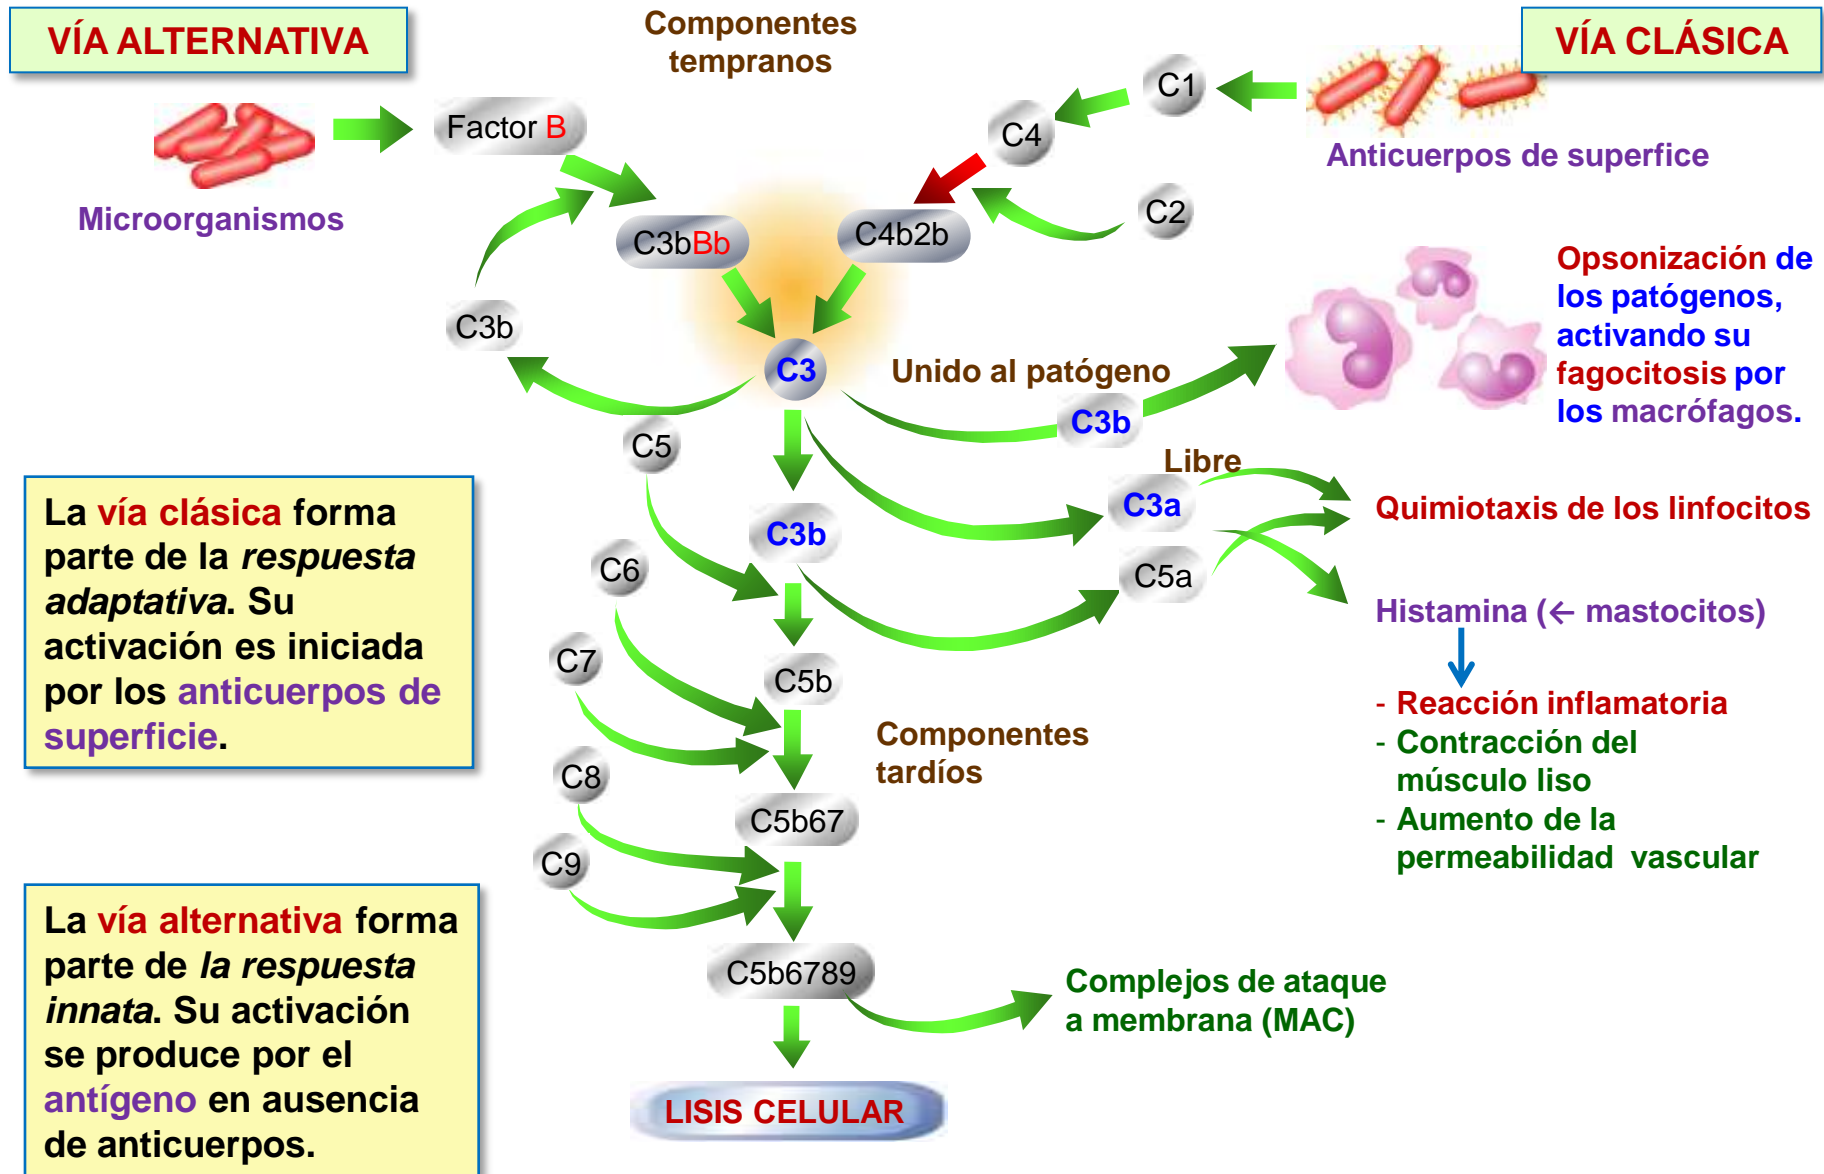 VÍA ALTERNATIVA
Componentes
tempranos
VÍA CLÁSICA
Microorganismos
Factor B
C3bBb
C3b
C1
C4
C2
C4b2b
Anticuerpos de superfice
C3
Unido al patógeno
C3b
Opsonización de
los patógenos,
activando su
fagocitosis por
los macrófagos.
Libre
C3a
C5a
Quimiotaxis de los linfocitos
Histamina (← mastocitos)
- Reacción inflamatoria
- Contracción del
músculo liso
- Aumento de la
permeabilidad vascular
C5
C3b
C6
C7
C5b
Componentes
tardíos
C8
C5b67
C9
C5b6789
Complejos de ataque
a membrana (MAC)
LISIS CELULAR
La vía clásica forma
parte de la respuesta
adaptativa. Su
activación es iniciada
por los anticuerpos de
superficie.
La vía alternativa forma
parte de la respuesta
innata. Su activación
se produce por el
antígeno en ausencia
de anticuerpos.